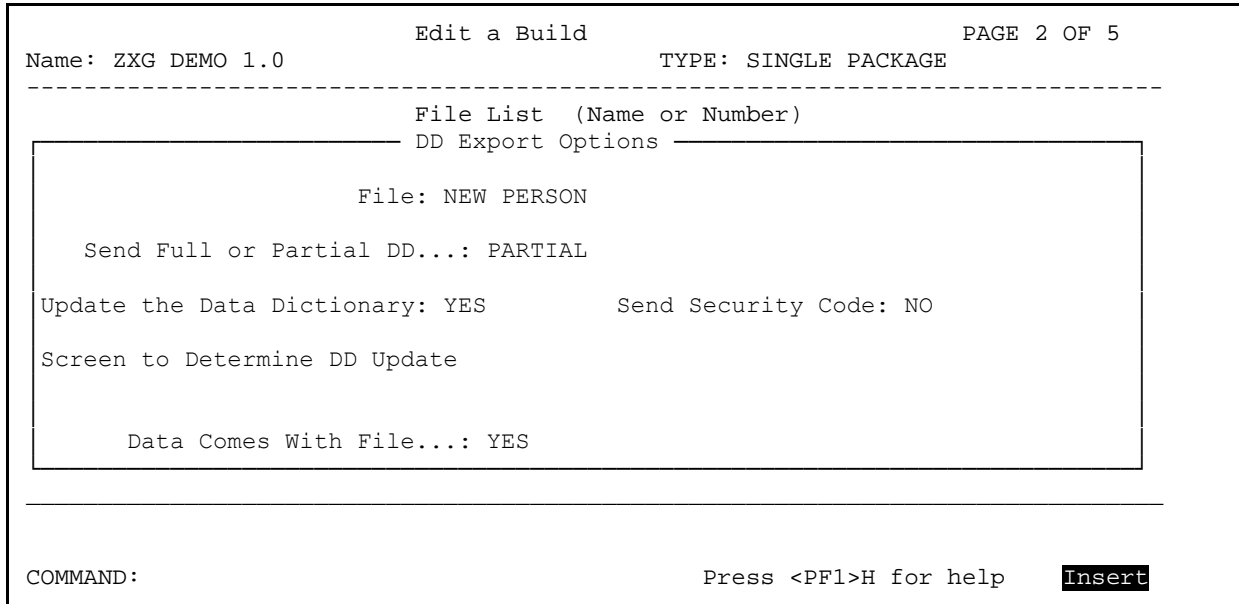 Edit a Build PAGE 2 OF 5
Name: ZXG DEMO 1.0 TYPE: SINGLE PACKAGE
-------------------------------------------------------------------------------
File List (Name or Number)
DD Export Options
File: NEW PERSON
Send Full or Partial DD...: PARTIAL
Update the Data Dictionary: YES Send Security Code: NO
Screen to Determine DD Update
Data Comes With File...: YES
COMMAND: Press <PF1>H for help Insert